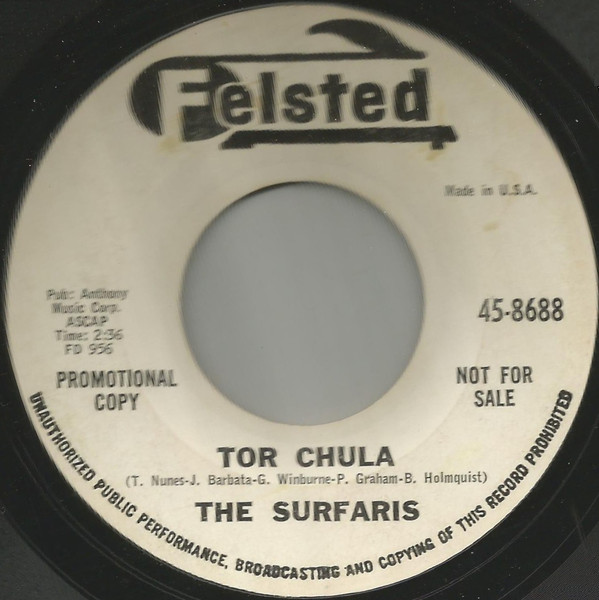 Felsted
Made in U.S.A.
Pub: Anthony
Music Corp.
ASCAP
Time: 2:36
FD 956
45-8688
PROMOTIONAL
COPY
NOT FOR
SALE
TOR CHULA
(T. Nunes-J. Barbata-G. Winburne-P. Graham-B. Holmquist)
THE SURFARIS
UNAUTHORIZED PUBLIC PERFORMANCE, BROADCASTING AND COPYING OF THIS RECORD PROHIBITED